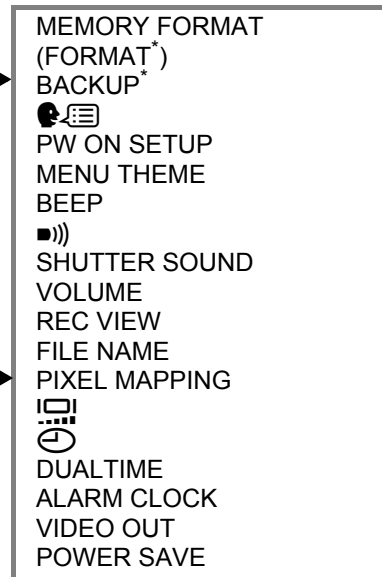 MEMORY FORMAT
(FORMAT*)
BACKUP*
PW ON SETUP
MENU THEME
BEEP
SHUTTER SOUND
VOLUME
REC VIEW
FILE NAME
PIXEL MAPPING
DUALTIME
ALARM CLOCK
VIDEO OUT
POWER SAVE